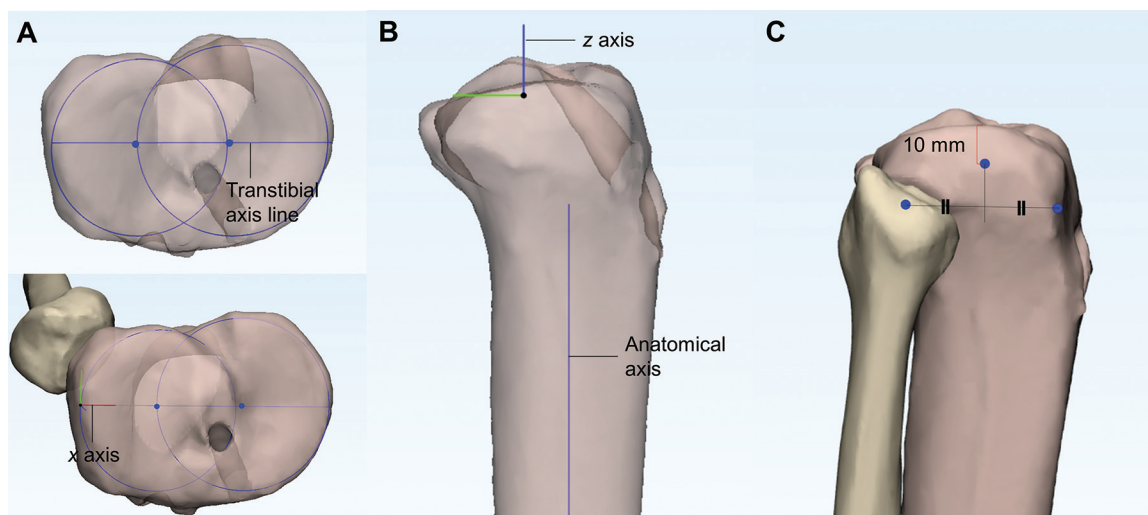 A
Transtibial
axis line
x axis
B
z axis
Anatomical
axis
C
10 mm